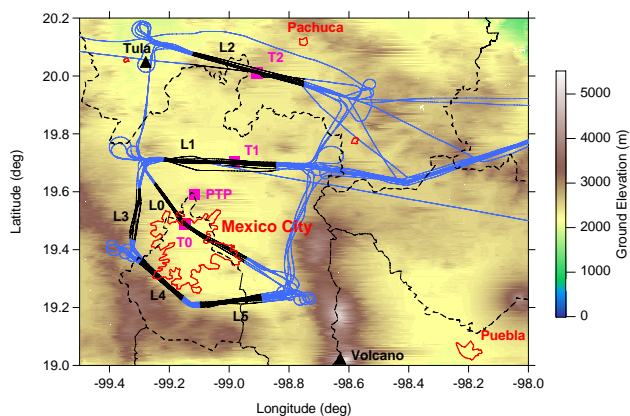 20.2
20.0
19.8
19.6
19.4
19.2
19.0
Latitude (deg)
-99.4
-99.2
-99.0
-98.8
-98.6
-98.4
-98.2
-98.0
Longitude (deg)
Pachuca
Tula
L2
T2
L1
T1
L0
PTP
L3
Mexico City
T0
L4
L5
Puebla
Volcano
5000
4000
3000
2000
1000
0
Ground Elevation (m)